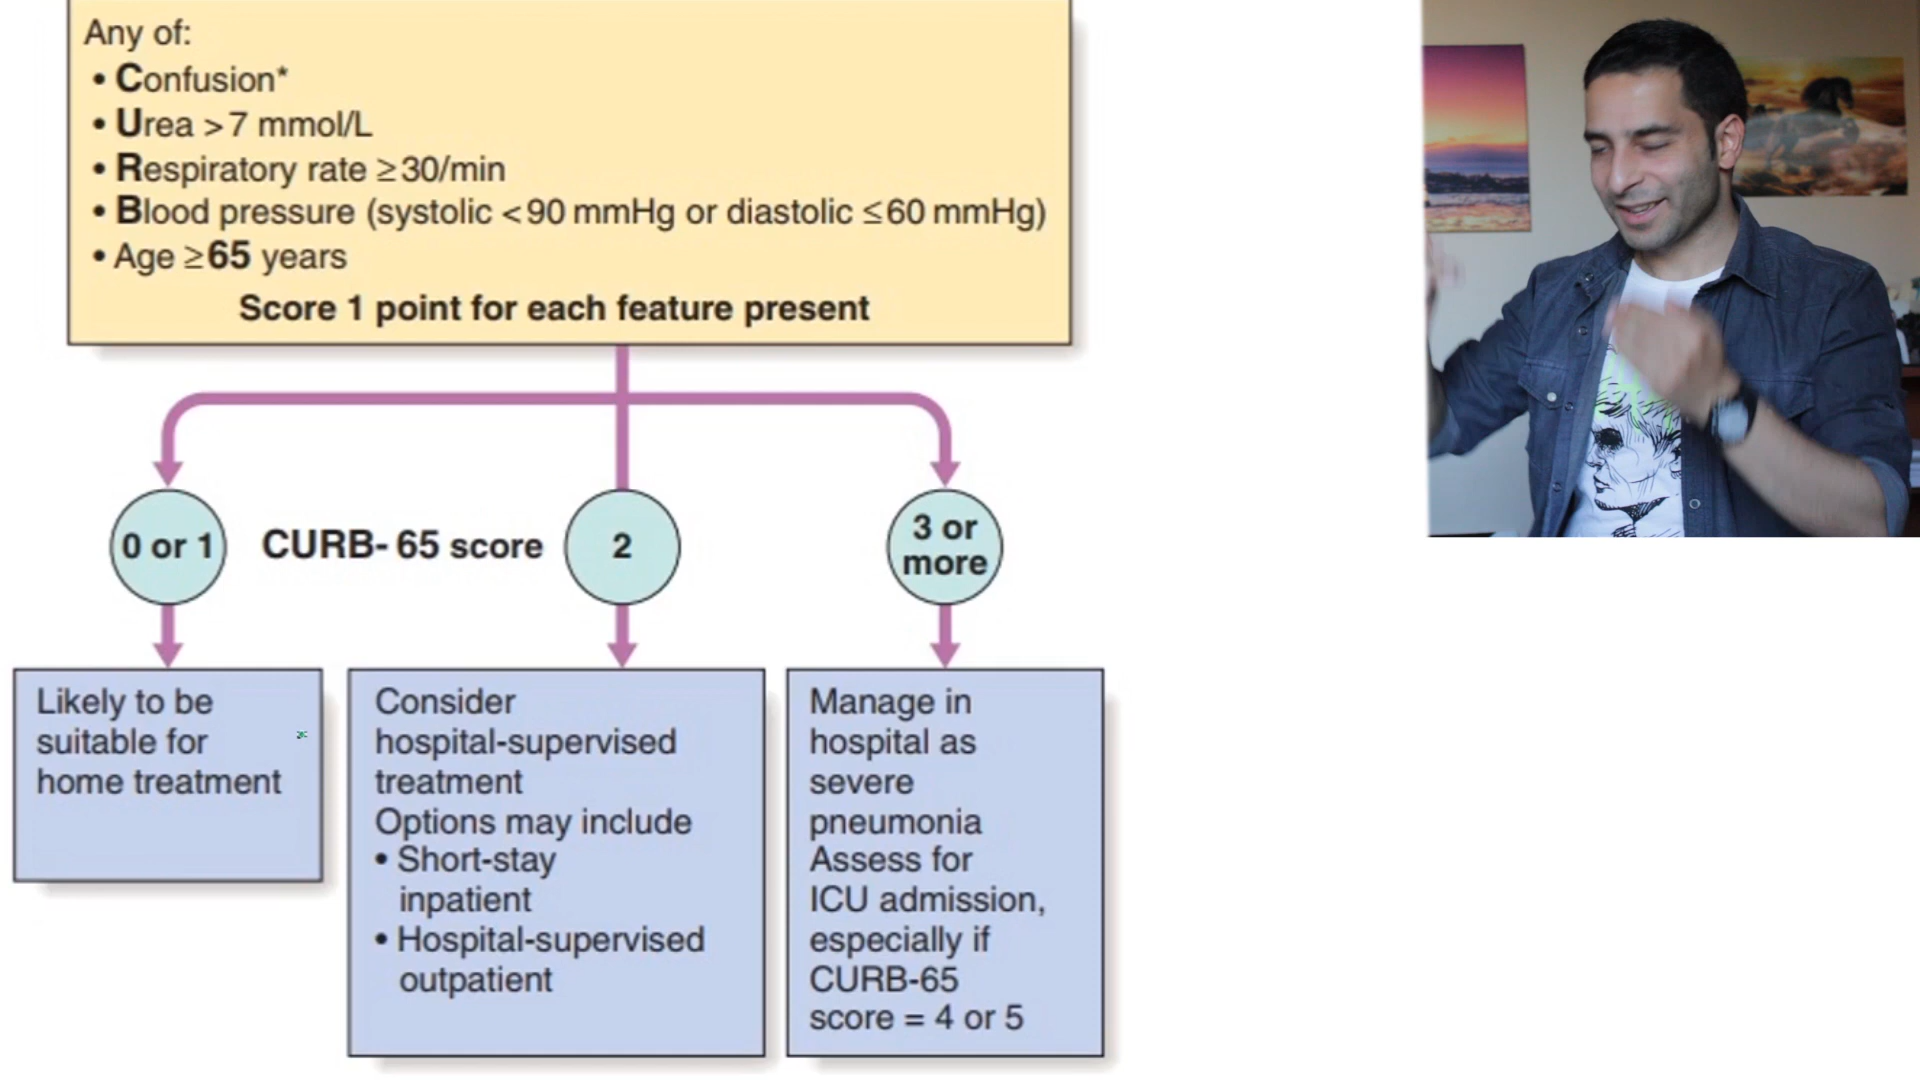 Any of:
• Confusion*
• Urea >7 mmol/L
• Respiratory rate ≥30/min
• Blood pressure (systolic <90 mmHg or diastolic ≤60 mmHg)
• Age ≥65 years
Score 1 point for each feature present
0 or 1
CURB- 65 score
2
3 or
more
Likely to be
suitable for
home treatment
Consider
hospital-supervised
treatment
Options may include
• Short-stay
inpatient
• Hospital-supervised
outpatient
Manage in
hospital as
severe
pneumonia
Assess for
ICU admission,
especially if
CURB-65
score = 4 or 5